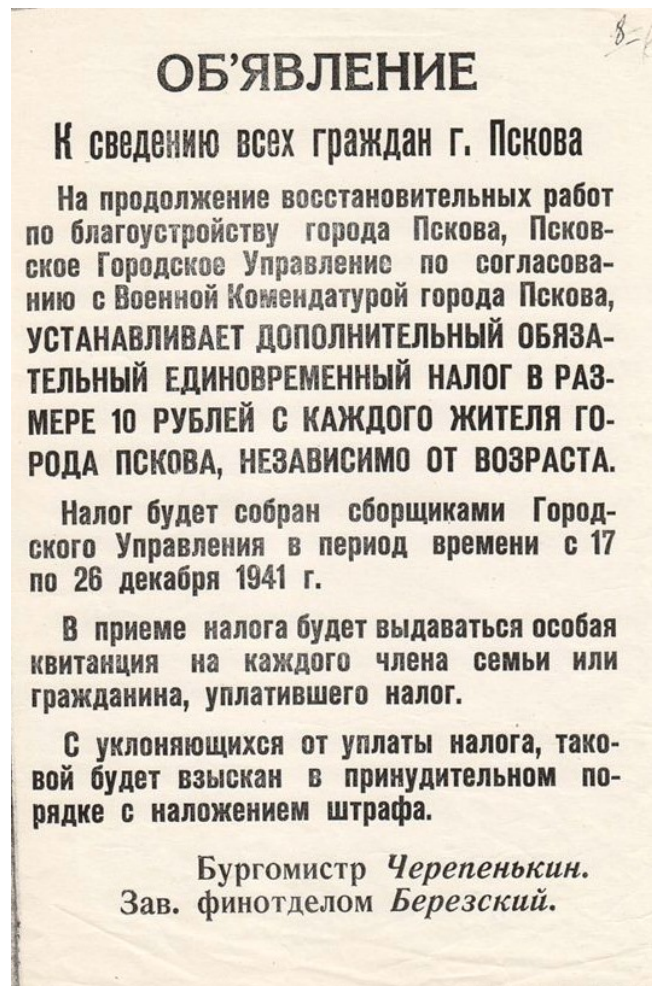 ОБ’ЯВЛЕНИЕ
К сведению всех граждан г. Пскова
На продолжение восстановительных работ
по благоустройству города Пскова, Псков-
ское Городское Управление по согласова-
нию с Военной Комендатурой города Пскова,
УСТАНАВЛИВАЕТ ДОПОЛНИТЕЛЬНЫЙ ОБЯЗА-
ТЕЛЬНЫЙ ЕДИНОВРЕМЕННЫЙ НАЛОГ В РАЗ-
МЕРЕ 10 РУБЛЕЙ С КАЖДОГО ЖИТЕЛЯ ГО-
РОДА ПСКОВА, НЕЗАВИСИМО ОТ ВОЗРАСТА.
Налог будет собран сборщиками Город-
ского Управления в период времени с 17
по 26 декабря 1941 г.
В приеме налога будет выдаваться особая
квитанция на каждого члена семьи или
гражданина, уплатившего налог.
С уклоняющихся от уплаты налога, тако-
вой будет взыскан в принудительном по-
рядке с наложением штрафа.
Бургомистр Черепенькин.
Зав. финотделом Березский.